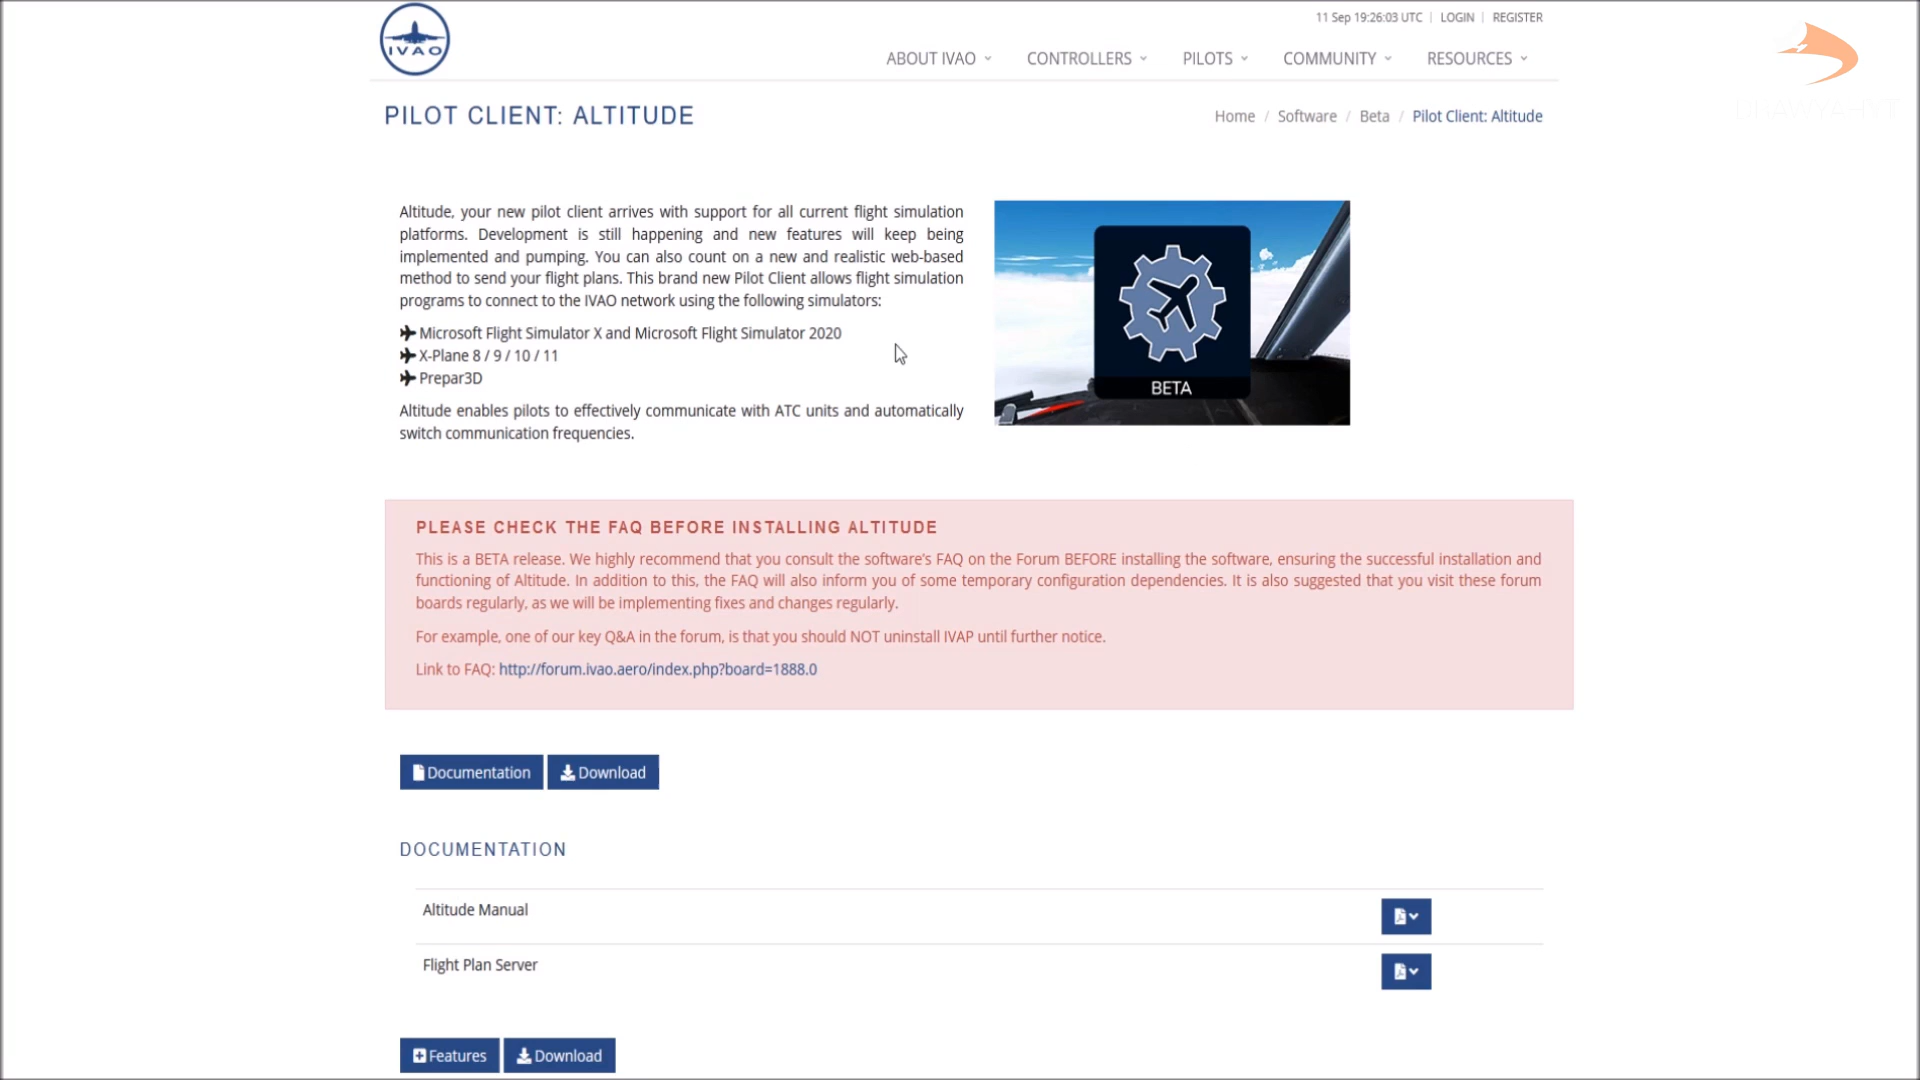 11 Sep 19:26:03 UTC | LOGIN | REGISTER
IVAO
ABOUT IVAO CONTROLLERS PILOTS COMMUNITY RESOURCES
PILOT CLIENT: ALTITUDE
Home / Software / Beta / Pilot Client: Altitude
Altitude, your new pilot client arrives with support for all current flight simulation
platforms. Development is still happening and new features will keep being
implemented and pumping. You can also count on a new and realistic web-based
method to send your flight plans. This brand new Pilot Client allows flight simulation
programs to connect to the IVAO network using the following simulators:
Microsoft Flight Simulator X and Microsoft Flight Simulator 2020
X-Plane 8 / 9 / 10 / 11
Prepar3D
Altitude enables pilots to effectively communicate with ATC units and automatically
switch communication frequencies.
BETA
PLEASE CHECK THE FAQ BEFORE INSTALLING ALTITUDE
This is a BETA release. We highly recommend that you consult the software's FAQ on the Forum BEFORE installing the software, ensuring the successful installation and
functioning of Altitude. In addition to this, the FAQ will also inform you of some temporary configuration dependencies. It is also suggested that you visit these forum
boards regularly, as we will be implementing fixes and changes regularly.
For example, one of our key Q&A in the forum, is that you should NOT uninstall IVAP until further notice.
Link to FAQ: http://forum.ivao.aero/index.php?board=1888.0
Documentation Download
DOCUMENTATION
Altitude Manual
Flight Plan Server
Features Download